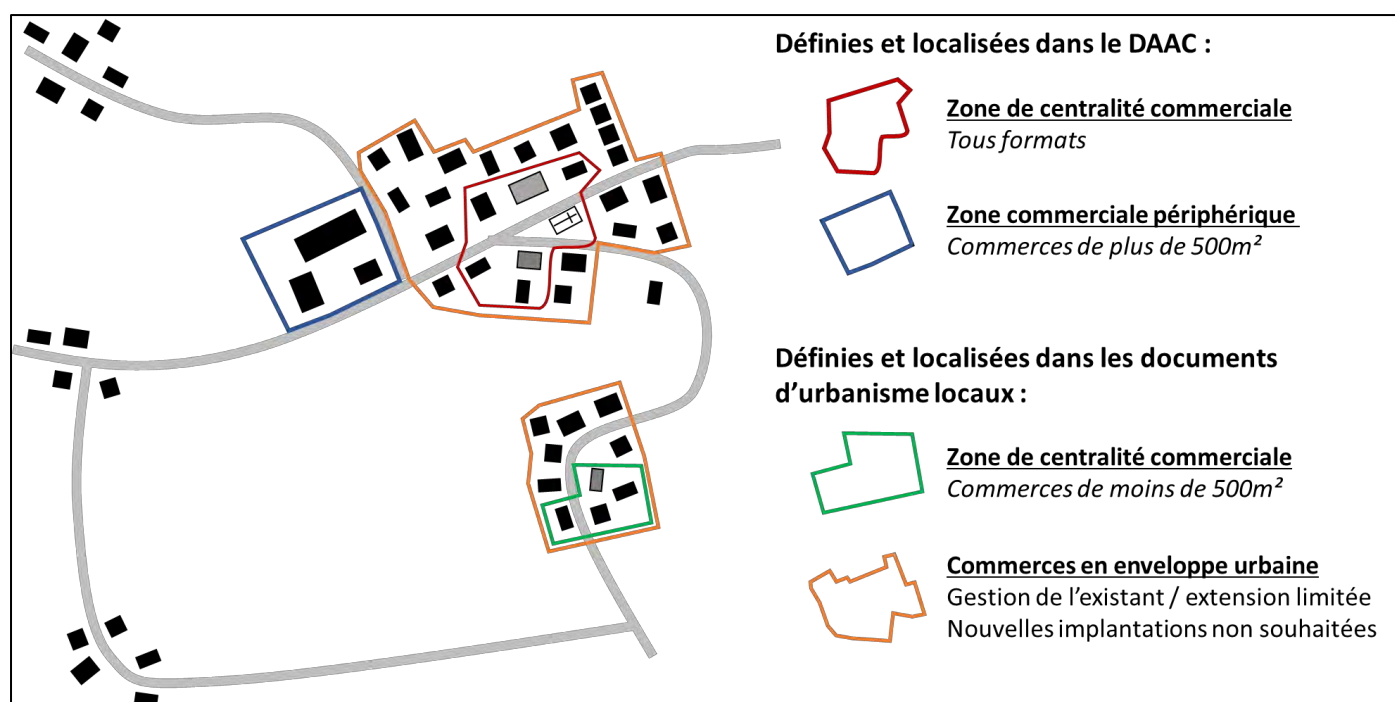 Définies et localisées dans le DAAC :
Zone de centralité commerciale
Tous formats
Zone commerciale périphérique
Commerces de plus de 500m²
Définies et localisées dans les documents
d’urbanisme locaux :
Zone de centralité commerciale
Commerces de moins de 500m²
Commerces en enveloppe urbaine
Gestion de l’existant / extension limitée
Nouvelles implantations non souhaitées